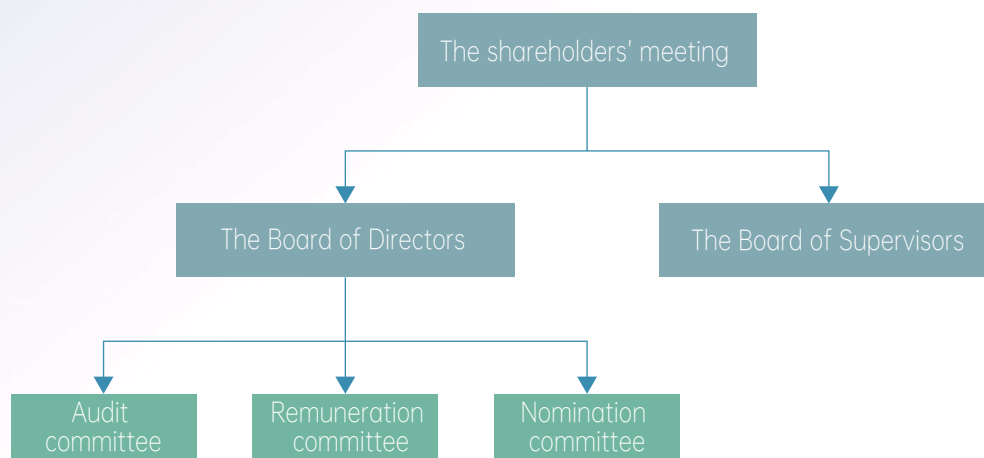 The shareholders' meeting
The Board of Directors
The Board of Supervisors
Audit
committee
Remuneration
committee
Nomination
committee